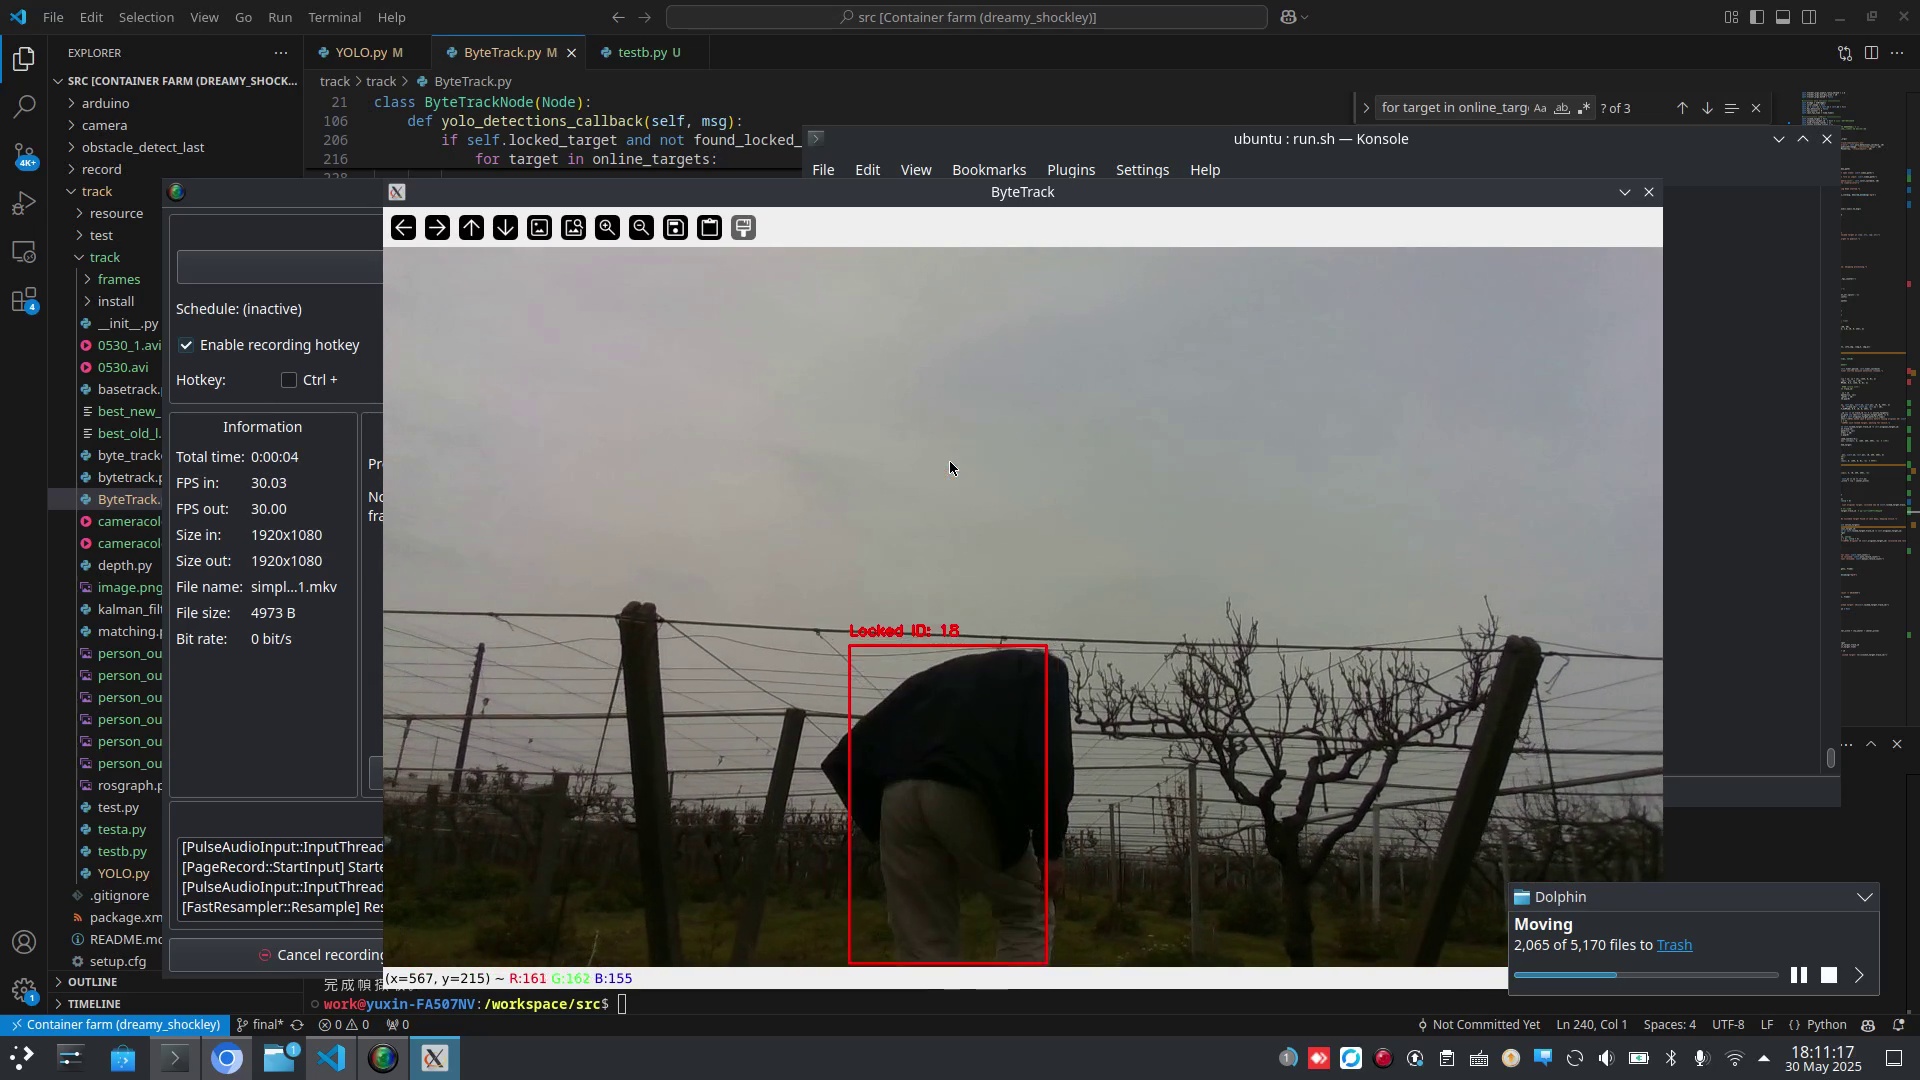 File Edit Selection View Go Run Terminal Help
src [Container farm (dreamy_shockley)]
EXPLORER
SRC [CONTAINER FARM (DREAMY_SHOCK...
arduino
camera
obstacle_detect_last
record
track
resource
test
track
frames
install
__init__.py
0530_1.avi
0530.avi
basetrack.
best_new_
best_old_l.
byte_track
bytetrack.p
ByteTrack.
cameracol
cameracol
depth.py
image.png
kalman_filt
matching.p
person_ou
person_ou
person_ou
person_ou
person_ou
person_ou
rosgraph.p
test.py
testa.py
testb.py
YOLO.py
.gitignore
package.xm
README.md
setup.cfg
OUTLINE
TIMELINE
4K+
4
1
YOLO.py M
ByteTrack.py M
testb.py U
track > track > ByteTrack.py
21 class ByteTrackNode(Node):
106 def yolo_detections_callback(self, msg):
206 if self.locked_target and not found_locked_
216 for target in online_targets:
for target in online_targ Aa ab ? of 3
ubuntu : run.sh — Konsole
File Edit View Bookmarks Plugins Settings Help
Schedule: (inactive)
Enable recording hotkey
Hotkey: Ctrl +
Information
Total time: 0:00:04
FPS in: 30.03
FPS out: 30.00
Size in: 1920x1080
Size out: 1920x1080
File name: simpl...1.mkv
File size: 4973 B
Bit rate: 0 bit/s
Pr
No
fra
[PulseAudioInput::InputThread
[PageRecord::StartInput] Starte
[PulseAudioInput::InputThread
[FastResampler::Resample] Res
Cancel recording
ByteTrack
Locked ID: 18
(x=567, y=215) ~ R:161 G:162 B:155
work@yuxin-FA507NV:/workspace/src$
Dolphin
Moving
2,065 of 5,170 files to Trash
Container farm (dreamy_shockley) final* 0 0 0
Not Committed Yet Ln 240, Col 1 Spaces: 4 UTF-8 LF {} Python
1
1
18:11:17
30 May 2025